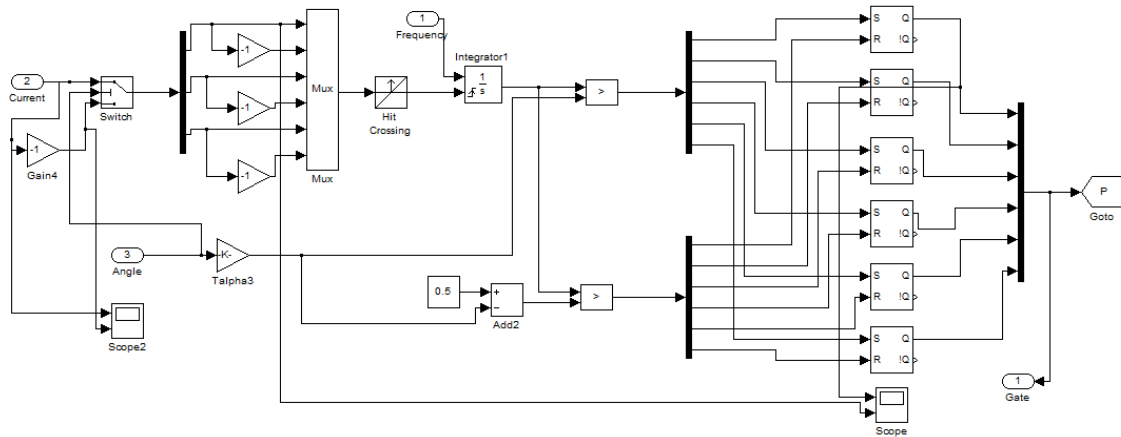 1
Frequency
2
Current
Switch
-1
Gain4
-1
-1
-1
Mux
Mux
Hit
Crossing
Integrator1
1
s
>
3
Angle
-K-
Talpha3
0.5
+
−
Add2
>
Scope2
S Q
R !Q
S Q
R !Q
S Q
R !Q
S Q
R !Q
S Q
R !Q
S Q
R !Q
P
Goto
1
Gate
Scope